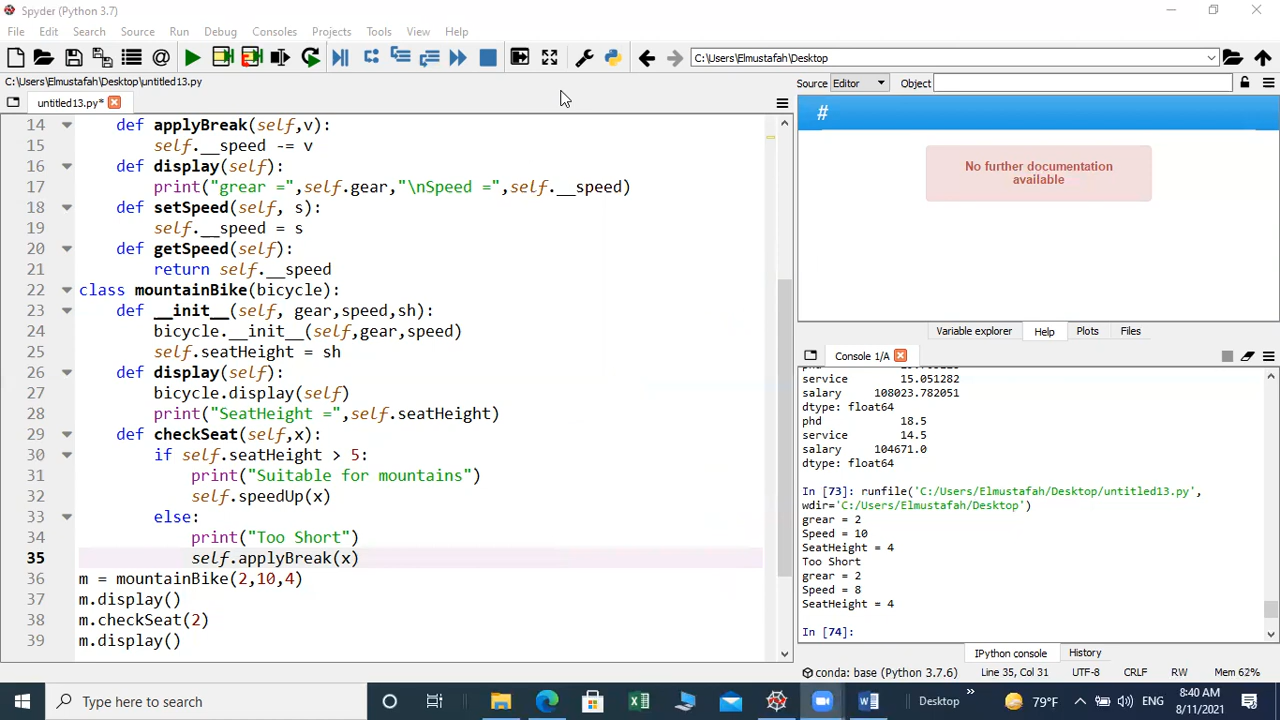 Spyder (Python 3.7)
File Edit Search Source Run Debug Consoles Projects Tools View Help
C:\Users\Elmustafah\Desktop
C:\Users\Elmustafah\Desktop\untitled13.py
untitled13.py*
14 def applyBreak(self,v):
15 self.__speed -= v
16 def display(self):
17 print("grear =",self.gear,"\nSpeed =",self.__speed)
18 def setSpeed(self, s):
19 self.__speed = s
20 def getSpeed(self):
21 return self.__speed
22 class mountainBike(bicycle):
23 def __init__(self, gear,speed,sh):
24 bicycle.__init__(self,gear,speed)
25 self.seatHeight = sh
26 def display(self):
27 bicycle.display(self)
28 print("SeatHeight =",self.seatHeight)
29 def checkSeat(self,x):
30 if self.seatHeight > 5:
31 print("Suitable for mountains")
32 self.speedUp(x)
33 else:
34 print("Too Short")
35 self.applyBreak(x)
36 m = mountainBike(2,10,4)
37 m.display()
38 m.checkSeat(2)
39 m.display()
Source Editor Object
#
No further documentation
available
Variable explorer Help Plots Files
Console 1/A
service 15.051282
salary 108023.782051
dtype: float64
phd 18.5
service 14.5
salary 104671.0
dtype: float64
In [73]: runfile('C:/Users/Elmustafah/Desktop/untitled13.py',
wdir='C:/Users/Elmustafah/Desktop')
grear = 2
Speed = 10
SeatHeight = 4
Too Short
grear = 2
Speed = 8
SeatHeight = 4
In [74]:
IPython console History
conda: base (Python 3.7.6) Line 35, Col 31 UTF-8 CRLF RW Mem 62%
Type here to search
Desktop
79°F
ENG
8:40 AM
8/11/2021